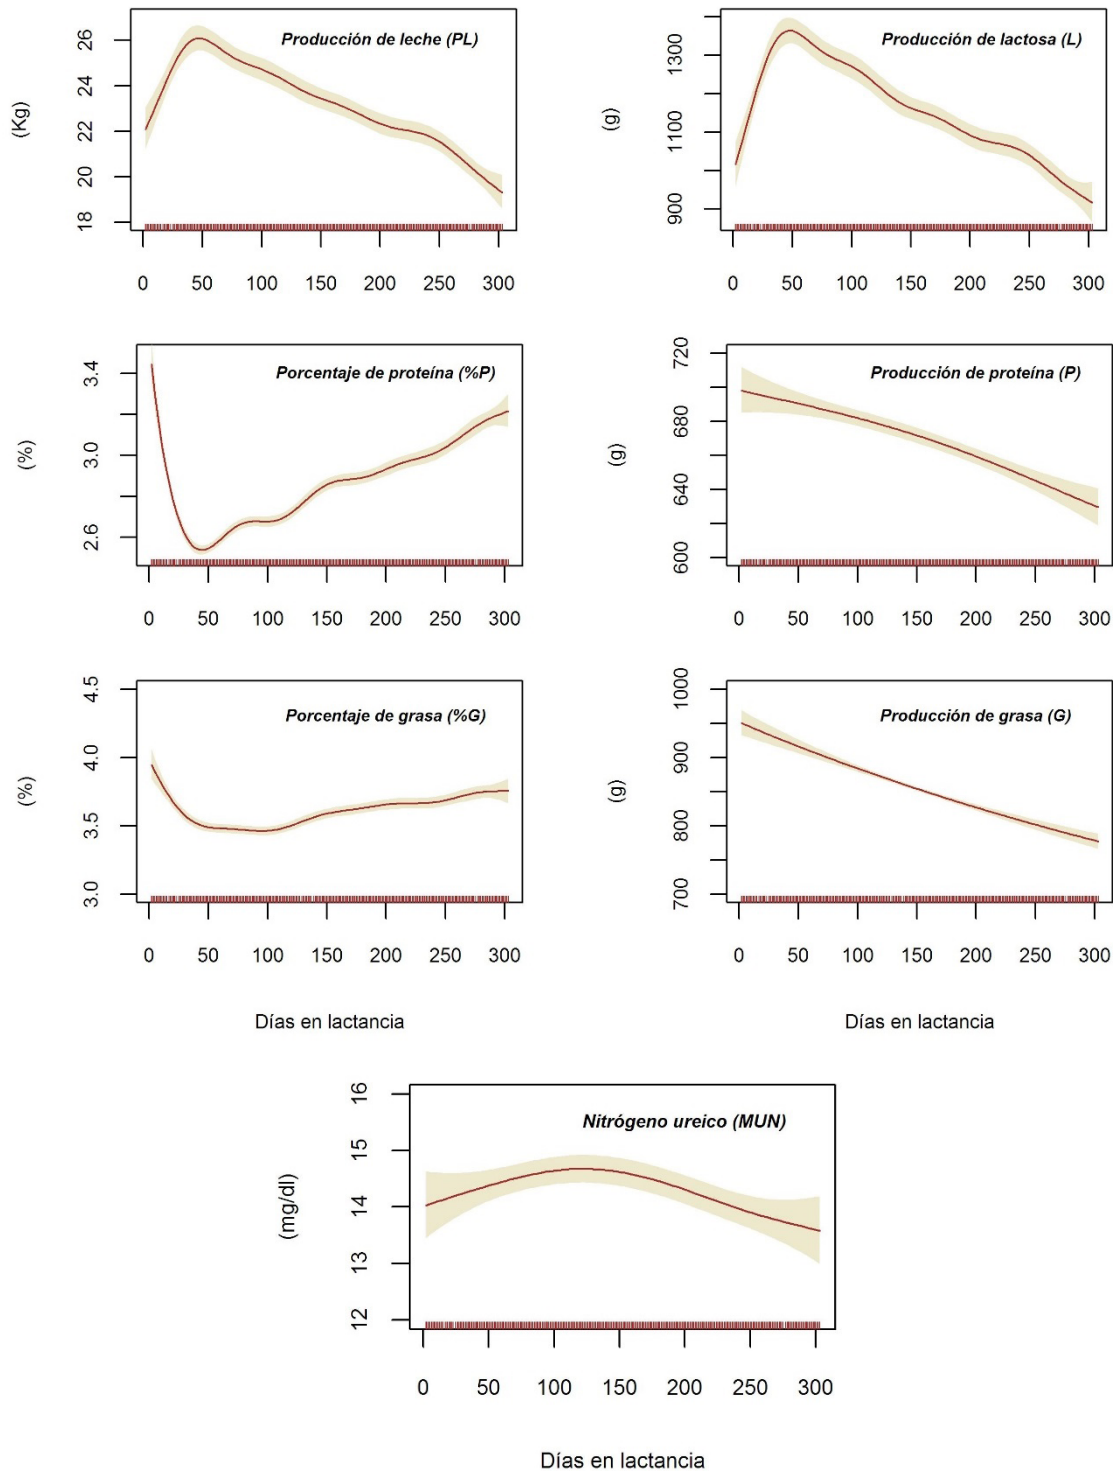 Producción de leche (PL)
(Kg)
26
24
22
20
18
0 50 100 150 200 250 300
Producción de lactosa (L)
(g)
1300
1100
900
0 50 100 150 200 250 300
Porcentaje de proteína (%P)
(%)
3.4
3.0
2.6
0 50 100 150 200 250 300
Producción de proteína (P)
(g)
720
680
640
600
0 50 100 150 200 250 300
Porcentaje de grasa (%G)
(%)
4.5
4.0
3.5
3.0
0 50 100 150 200 250 300
Días en lactancia
Producción de grasa (G)
(g)
1000
900
800
700
0 50 100 150 200 250 300
Días en lactancia
Nitrógeno ureico (MUN)
(mg/dl)
16
15
14
13
12
0 50 100 150 200 250 300
Días en lactancia